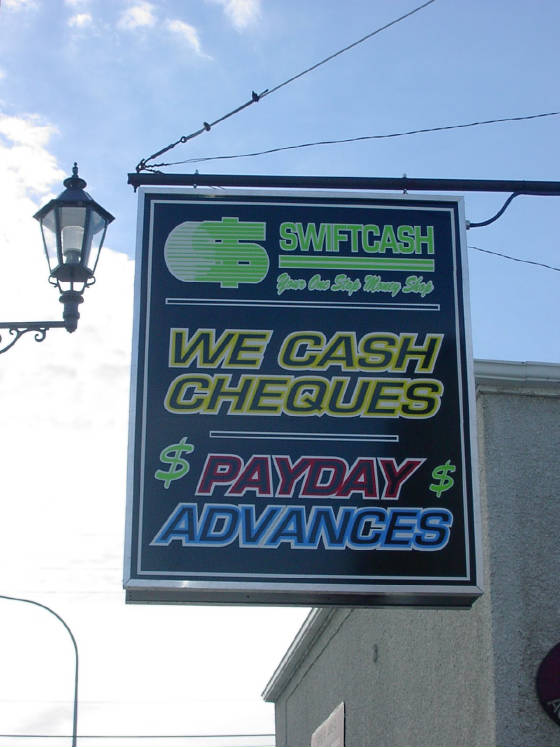 SWIFTCASH
Your One Stop Money Shop
WE CASH
CHEQUES
$ PAYDAY $
ADVANCES